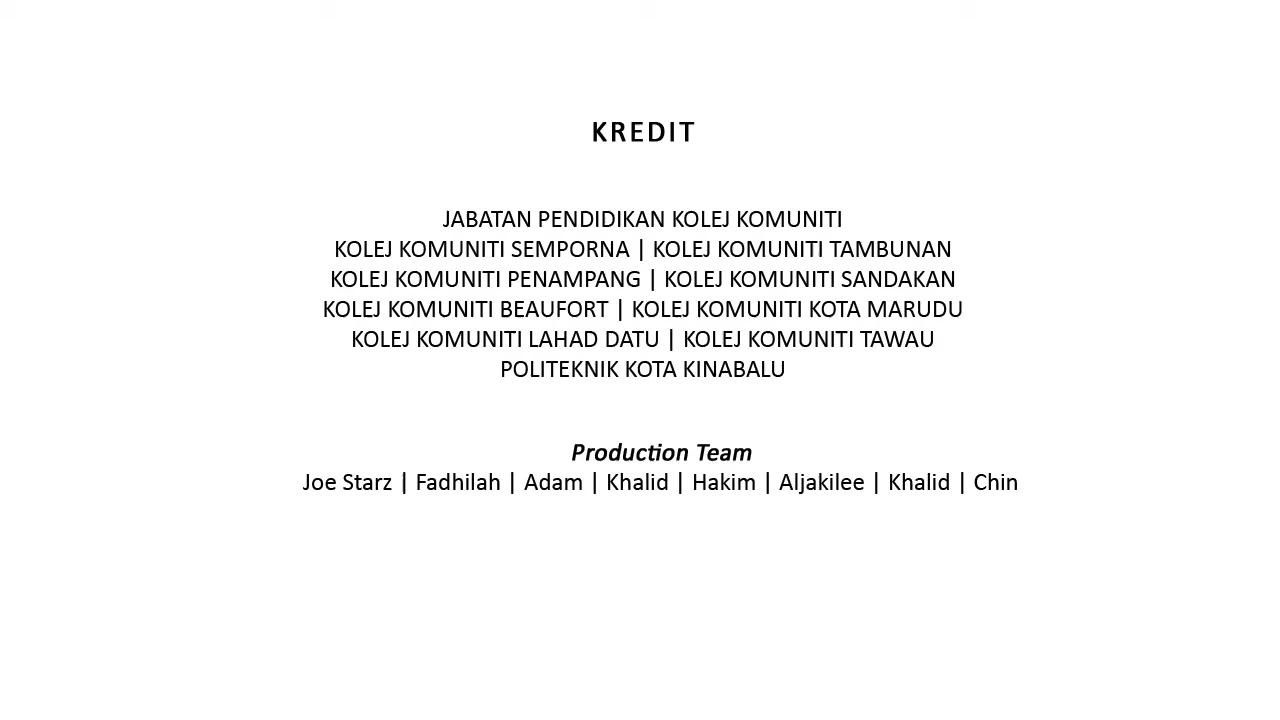 KREDIT
JABATAN PENDIDIKAN KOLEJ KOMUNITI
KOLEJ KOMUNITI SEMPORNA | KOLEJ KOMUNITI TAMBUNAN
KOLEJ KOMUNITI PENAMPANG | KOLEJ KOMUNITI SANDAKAN
KOLEJ KOMUNITI BEAUFORT | KOLEJ KOMUNITI KOTA MARUDU
KOLEJ KOMUNITI LAHAD DATU | KOLEJ KOMUNITI TAWAU
POLITEKNIK KOTA KINABALU
Production Team
Joe Starz | Fadhilah | Adam | Khalid | Hakim | Aljakilee | Khalid | Chin